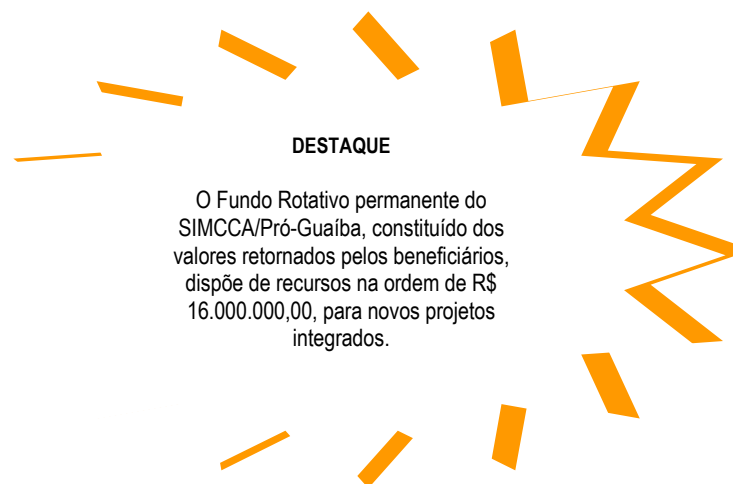 DESTAQUE
O Fundo Rotativo permanente do
SIMCCA/Pró-Guaíba, constituído dos
valores retornados pelos beneficiários,
dispõe de recursos na ordem de R$
16.000.000,00, para novos projetos
integrados.